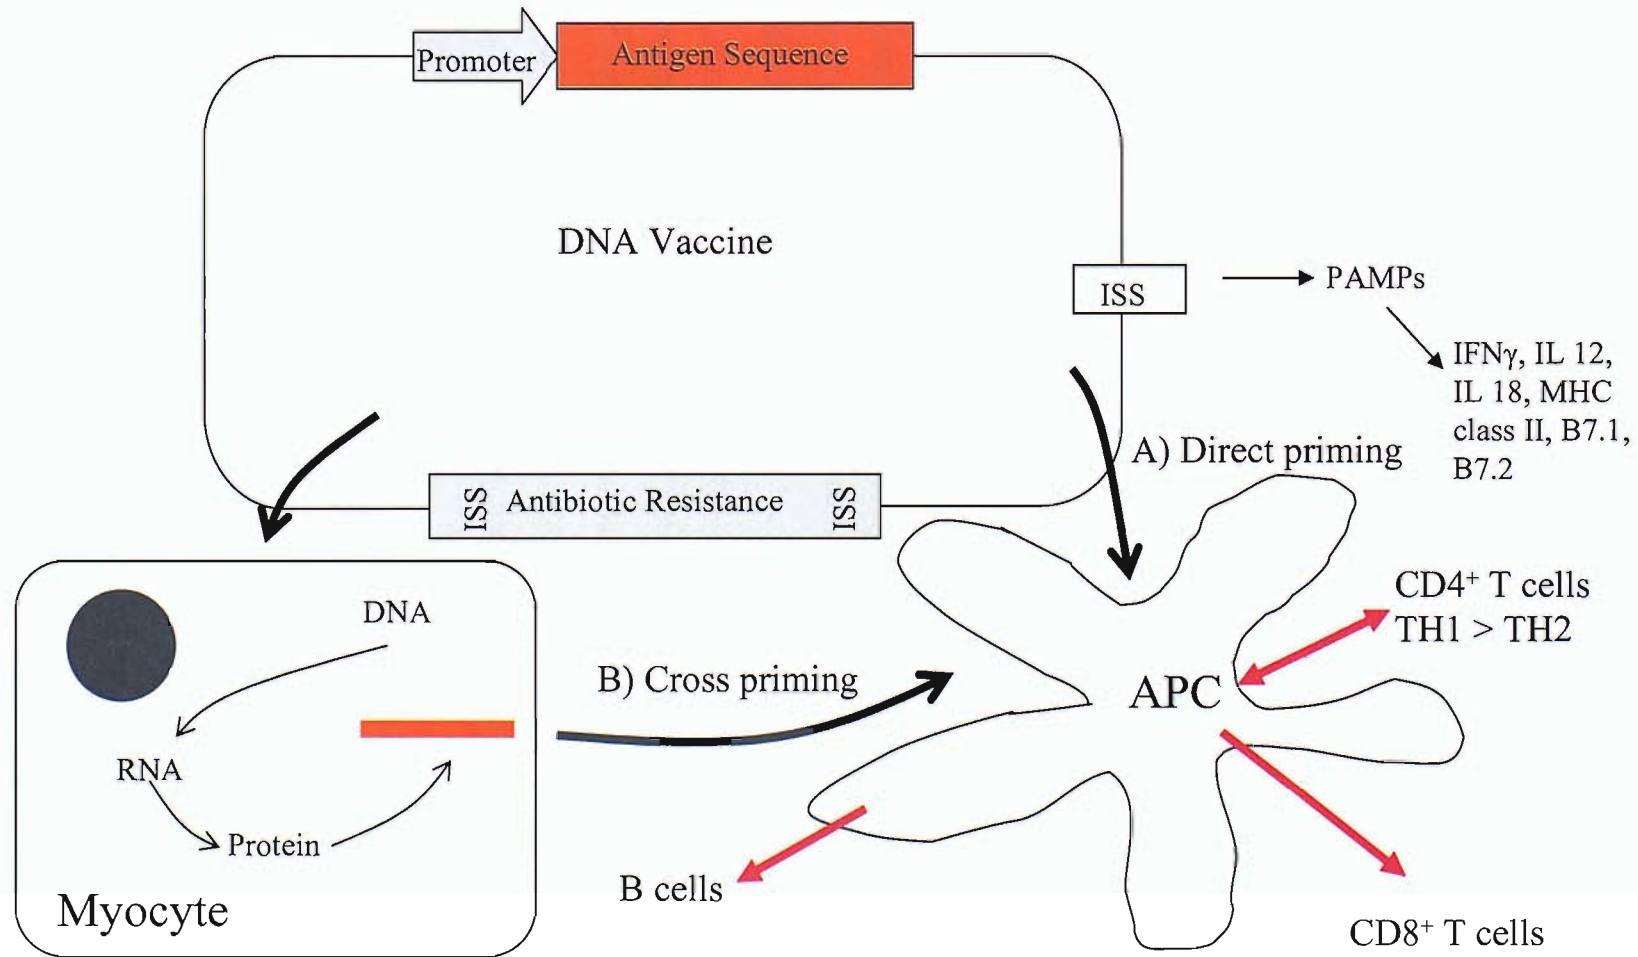 Promoter
Antigen Sequence
DNA Vaccine
ISS
PAMPs
IFNγ, IL 12,
IL 18, MHC
class II, B7.1,
B7.2
A) Direct priming
ISS
Antibiotic Resistance
ISS
DNA
RNA
Protein
Myocyte
B) Cross priming
APC
CD4⁺ T cells
TH1 > TH2
B cells
CD8⁺ T cells